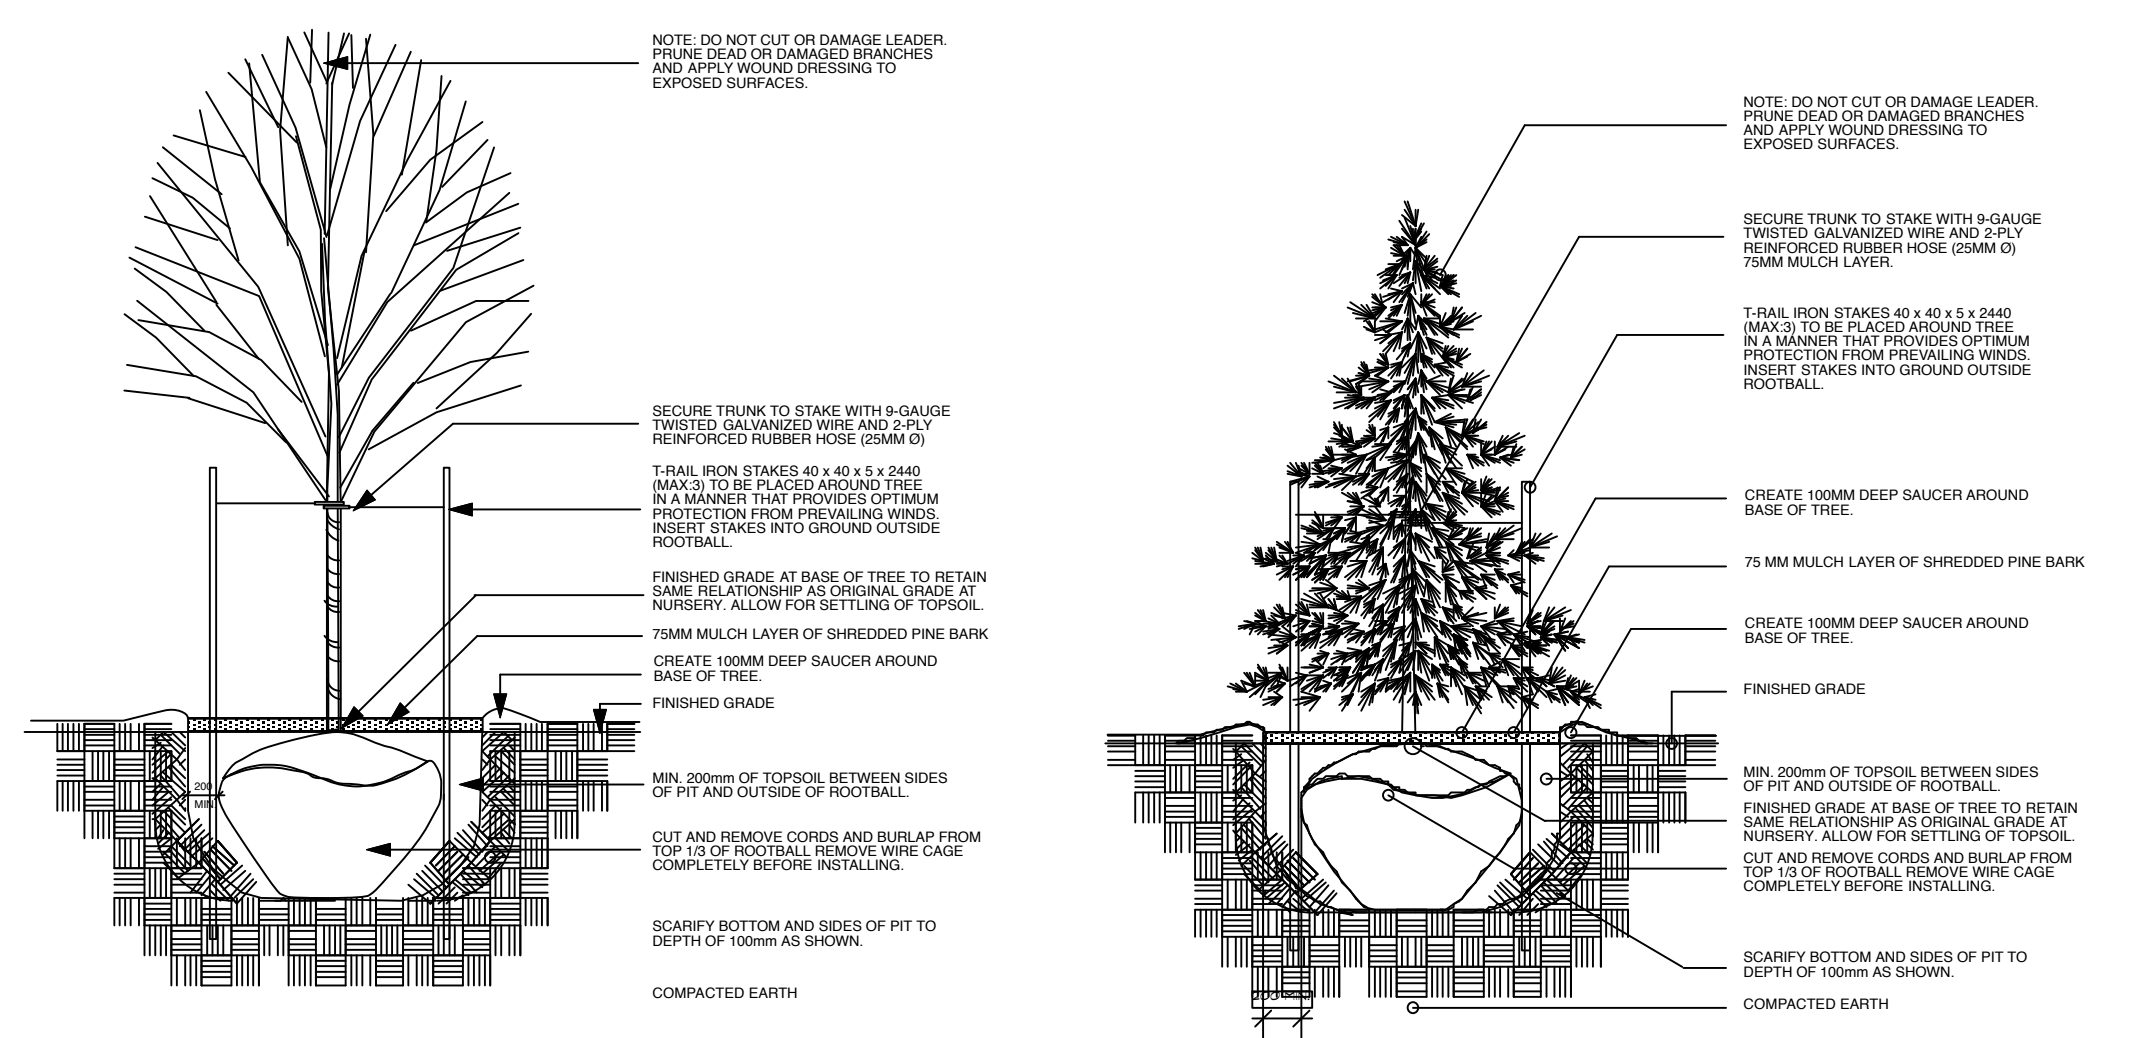 NOTE: DO NOT CUT OR DAMAGE LEADER.
PRUNE DEAD OR DAMAGED BRANCHES
AND APPLY WOUND DRESSING TO
EXPOSED SURFACES.
SECURE TRUNK TO STAKE WITH 9-GAUGE
TWISTED GALVANIZED WIRE AND 2-PLY
REINFORCED RUBBER HOSE (25MM Ø)
T-RAIL IRON STAKES 40 x 40 x 5 x 2440
(MAX:3) TO BE PLACED AROUND TREE
IN A MANNER THAT PROVIDES OPTIMUM
PROTECTION FROM PREVAILING WINDS.
INSERT STAKES INTO GROUND OUTSIDE
ROOTBALL.
FINISHED GRADE AT BASE OF TREE TO RETAIN
SAME RELATIONSHIP AS ORIGINAL GRADE AT
NURSERY. ALLOW FOR SETTLING OF TOPSOIL.
75MM MULCH LAYER OF SHREDDED PINE BARK
CREATE 100MM DEEP SAUCER AROUND
BASE OF TREE.
FINISHED GRADE
200
MIN.
MIN. 200mm OF TOPSOIL BETWEEN SIDES
OF PIT AND OUTSIDE OF ROOTBALL.
CUT AND REMOVE CORDS AND BURLAP FROM
TOP 1/3 OF ROOTBALL REMOVE WIRE CAGE
COMPLETELY BEFORE INSTALLING.
SCARIFY BOTTOM AND SIDES OF PIT TO
DEPTH OF 100mm AS SHOWN.
COMPACTED EARTH
NOTE: DO NOT CUT OR DAMAGE LEADER.
PRUNE DEAD OR DAMAGED BRANCHES
AND APPLY WOUND DRESSING TO
EXPOSED SURFACES.
SECURE TRUNK TO STAKE WITH 9-GAUGE
TWISTED GALVANIZED WIRE AND 2-PLY
REINFORCED RUBBER HOSE (25MM Ø)
75MM MULCH LAYER.
T-RAIL IRON STAKES 40 x 40 x 5 x 2440
(MAX:3) TO BE PLACED AROUND TREE
IN A MANNER THAT PROVIDES OPTIMUM
PROTECTION FROM PREVAILING WINDS.
INSERT STAKES INTO GROUND OUTSIDE
ROOTBALL.
CREATE 100MM DEEP SAUCER AROUND
BASE OF TREE.
75 MM MULCH LAYER OF SHREDDED PINE BARK
CREATE 100MM DEEP SAUCER AROUND
BASE OF TREE.
FINISHED GRADE
MIN. 200mm OF TOPSOIL BETWEEN SIDES
OF PIT AND OUTSIDE OF ROOTBALL.
FINISHED GRADE AT BASE OF TREE TO RETAIN
SAME RELATIONSHIP AS ORIGINAL GRADE AT
NURSERY. ALLOW FOR SETTLING OF TOPSOIL.
CUT AND REMOVE CORDS AND BURLAP FROM
TOP 1/3 OF ROOTBALL REMOVE WIRE CAGE
COMPLETELY BEFORE INSTALLING.
SCARIFY BOTTOM AND SIDES OF PIT TO
DEPTH OF 100mm AS SHOWN.
200 MIN.
COMPACTED EARTH